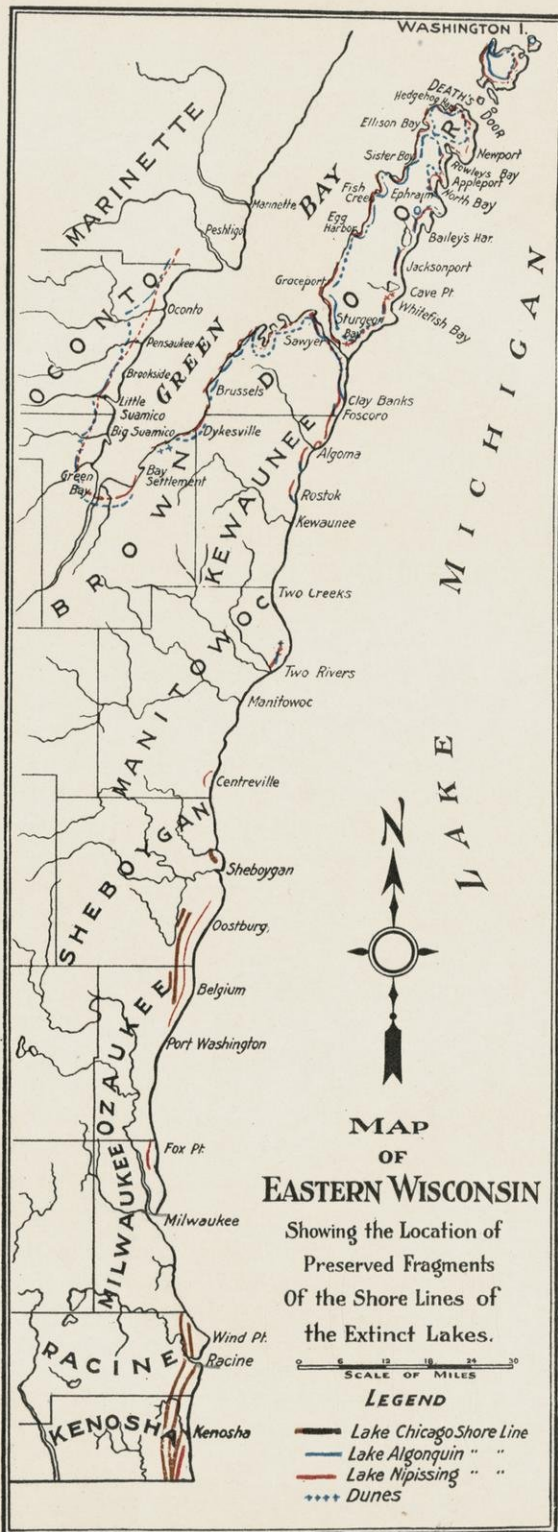 WASHINGTON I.
DEATH'S
DOOR
Hedgehog Har.
Ellison Bay
Newport
Sister Bay
Rowleys Bay
Appleport
Fish
Creek
Ephraim
North Bay
Egg
Harbor
Bailey's Har.
Jacksonport
Graceport
Cave Pt.
Whitefish Bay
Sturgeon
Bay
Sawyer
DOOR
MARINETTE
Marinette
Peshtigo
GREEN BAY
OCONTO
Oconto
Pensaukee
Brookside
Little
Suamico
Big Suamico
Brussels
Clay Banks
Foscoro
Dykesville
Algoma
Green
Bay
Bay
Settlement
BROWN
KEWAUNEE
Rostok
Kewaunee
Two Creeks
MANITOWOC
Two Rivers
Manitowoc
Centreville
LAKE MICHIGAN
SHEBOYGAN
Sheboygan
Oostburg,
Belgium
OZAUKEE
Port Washington
Fox Pt.
MILWAUKEE
Milwaukee
Wind Pt.
RACINE
Racine
KENOSHA
Kenosha
N
MAP
OF
EASTERN WISCONSIN
Showing the Location of
Preserved Fragments
Of the Shore Lines of
the Extinct Lakes.
0 6 12 18 24 30
SCALE OF MILES
LEGEND
Lake Chicago Shore Line
Lake Algonquin " "
Lake Nipissing " "
Dunes